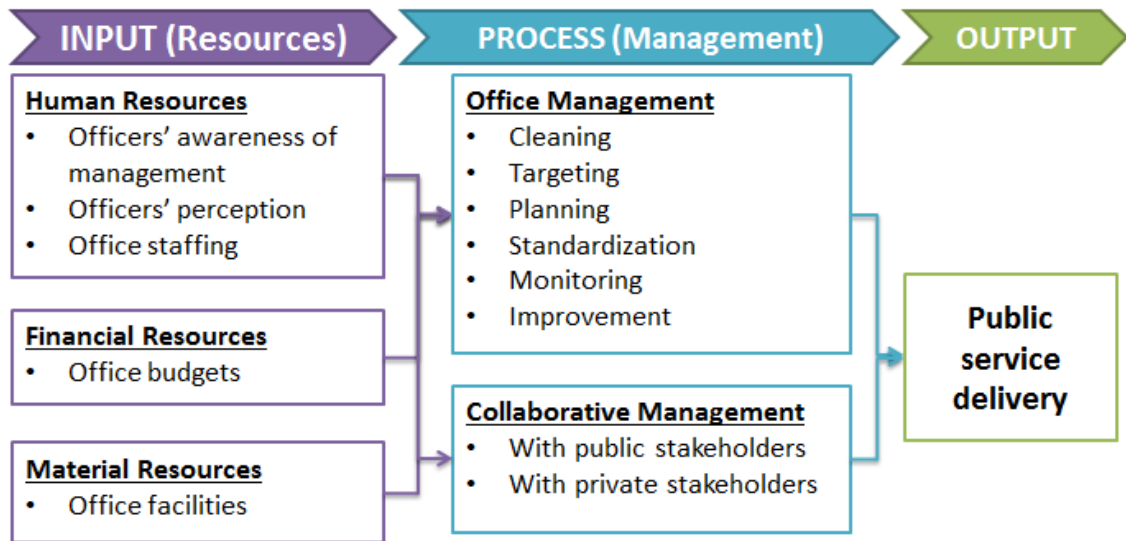 INPUT (Resources)
PROCESS (Management)
OUTPUT
Human Resources
• Officers' awareness of
management
• Officers' perception
• Office staffing
Financial Resources
• Office budgets
Material Resources
• Office facilities
Office Management
• Cleaning
• Targeting
• Planning
• Standardization
• Monitoring
• Improvement
Collaborative Management
• With public stakeholders
• With private stakeholders
Public
service
delivery